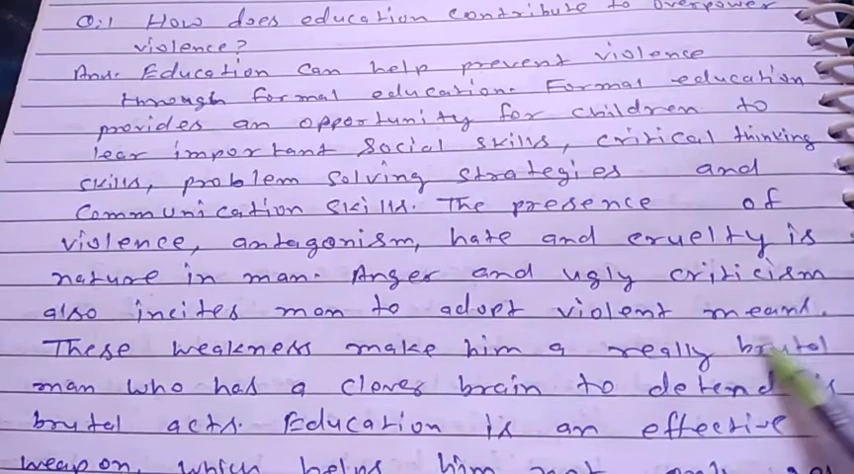 Q:1 How does education contribute to overpower
violence?
Ans. Education can help prevent violence
through formal education. Formal education
provides an opportunity for children to
lear important social skills, critical thinking
skills, problem solving strategies and
communication skills. The presence of
violence, antagonism, hate and cruelty is
nature in man. Anger and ugly criticism
also incites man to adopt violent means.
These weakness make him a really brutal
man who has a clover brain to defend is
brutal acts. Education is an effective
weapon, which helps him not only